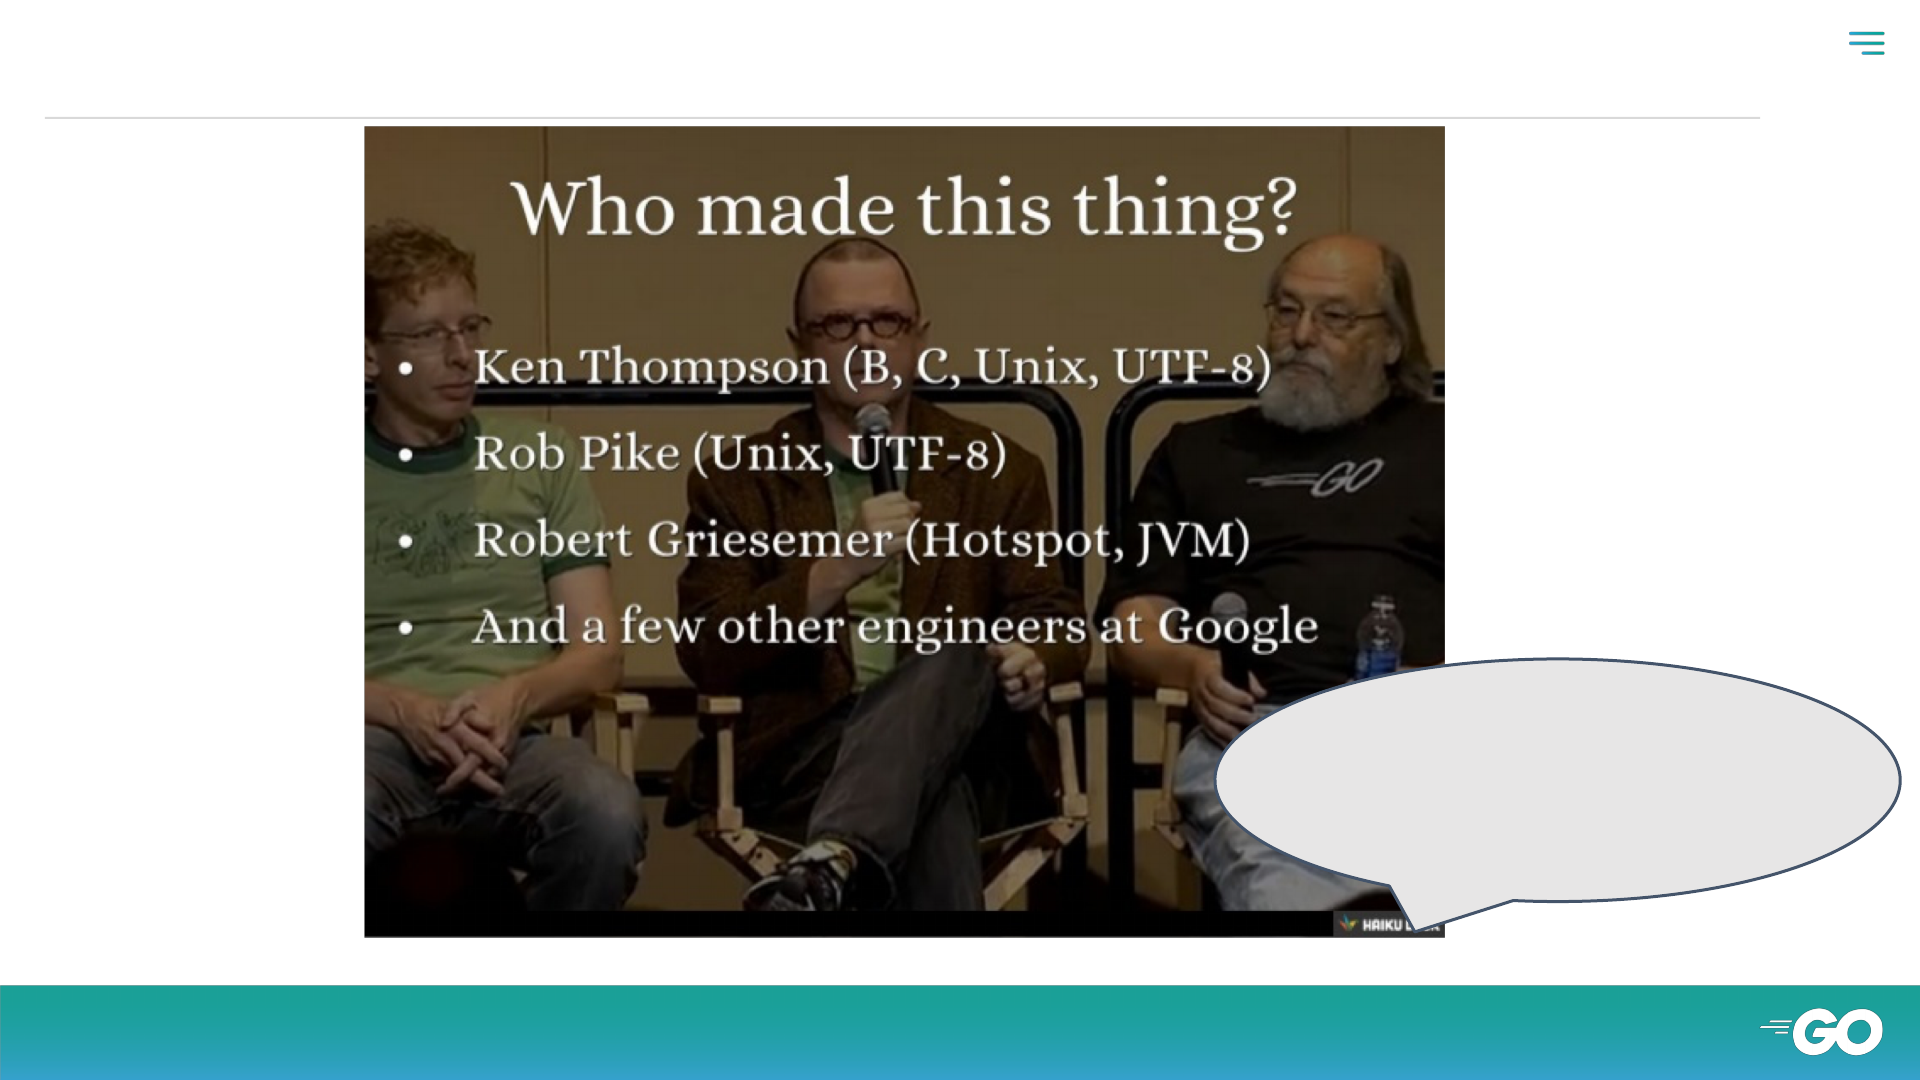 Who made this thing?
• Ken Thompson (B, C, Unix, UTF-8)
• Rob Pike (Unix, UTF-8)
• Robert Griesemer (Hotspot, JVM)
• And a few other engineers at Google
GO
HAIKU
GO